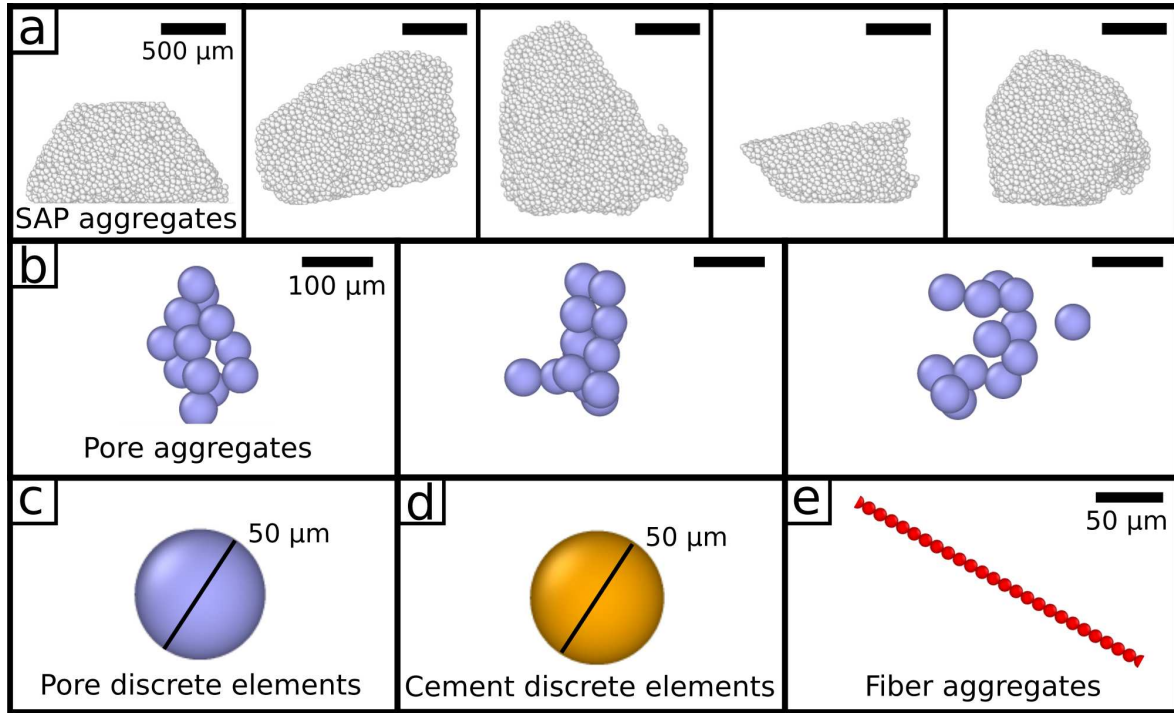 a
500 μm
SAP aggregates
b
100 μm
Pore aggregates
c
50 μm
Pore discrete elements
d
50 μm
Cement discrete elements
e
50 μm
Fiber aggregates